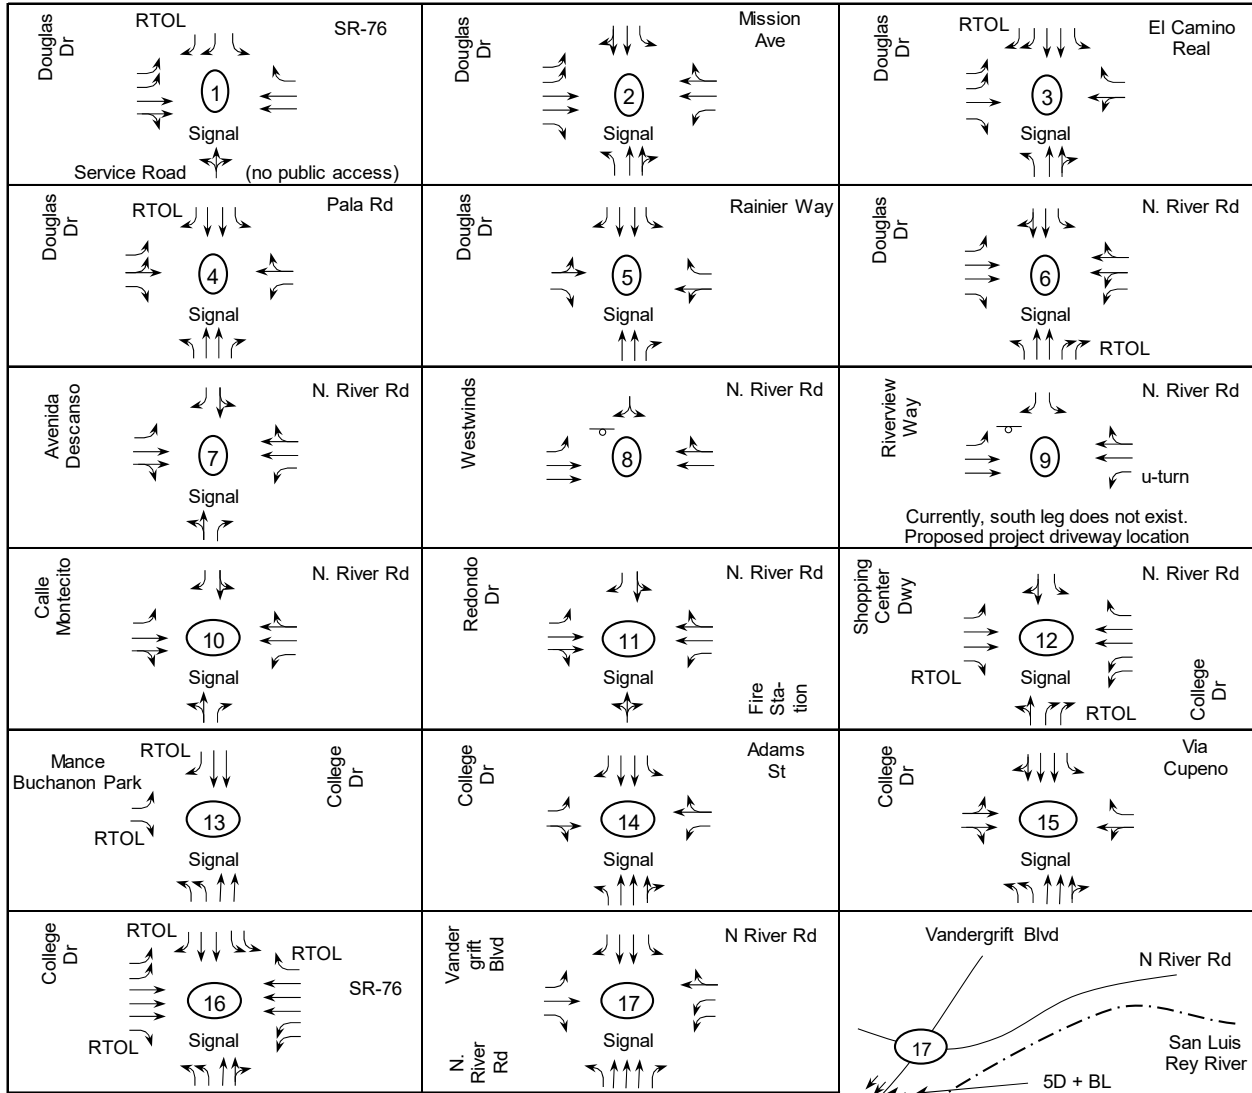 Douglas
Dr
RTOL
SR-76
1
Signal
Service Road
(no public access)
Douglas
Dr
Mission
Ave
2
Signal
Douglas
Dr
RTOL
El Camino
Real
3
Signal
Douglas
Dr
RTOL
Pala Rd
4
Signal
Douglas
Dr
Rainier Way
5
Signal
Douglas
Dr
N. River Rd
6
Signal
RTOL
Avenida
Descanso
N. River Rd
7
Signal
Westwinds
N. River Rd
8
Riverview
Way
N. River Rd
9
u-turn
Currently, south leg does not exist.
Proposed project driveway location
Calle
Montecito
N. River Rd
10
Signal
Redondo
Dr
N. River Rd
11
Signal
Fire
Sta-
tion
Shopping
Center
Dwy
N. River Rd
12
RTOL
Signal
RTOL
College
Dr
Mance
Buchanon Park
RTOL
College
Dr
13
RTOL
Signal
College
Dr
Adams
St
14
Signal
College
Dr
Via
Cupeno
15
Signal
College
Dr
RTOL
RTOL
SR-76
16
RTOL
Signal
Vander
grift
Blvd
N River Rd
17
Signal
N.
River
Rd
Vandergrift Blvd
N River Rd
17
San Luis
Rey River
5D + BL